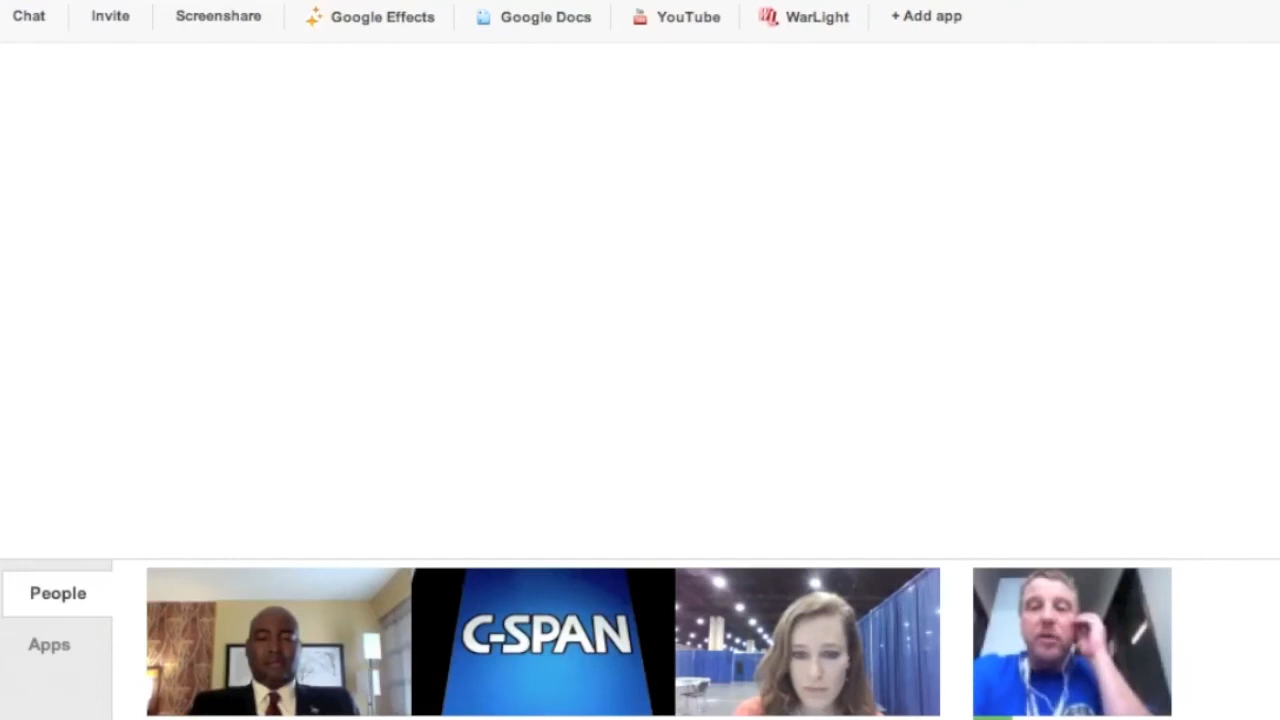 Chat Invite Screenshare Google Effects Google Docs YouTube WarLight + Add app
People
Apps
C-SPAN